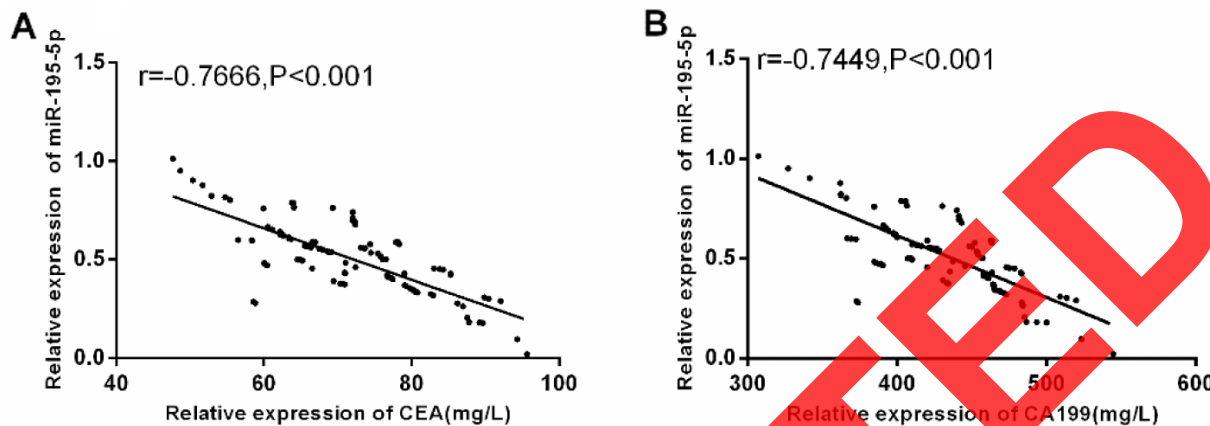 A
Relative expression of miR-195-5p
r=-0.7666,P<0.001
1.5
1.0
0.5
0.0
40
60
80
100
Relative expression of CEA(mg/L)
B
Relative expression of miR-195-5p
r=-0.7449,P<0.001
1.5
1.0
0.5
0.0
300
400
500
600
Relative expression of CA199(mg/L)
TED